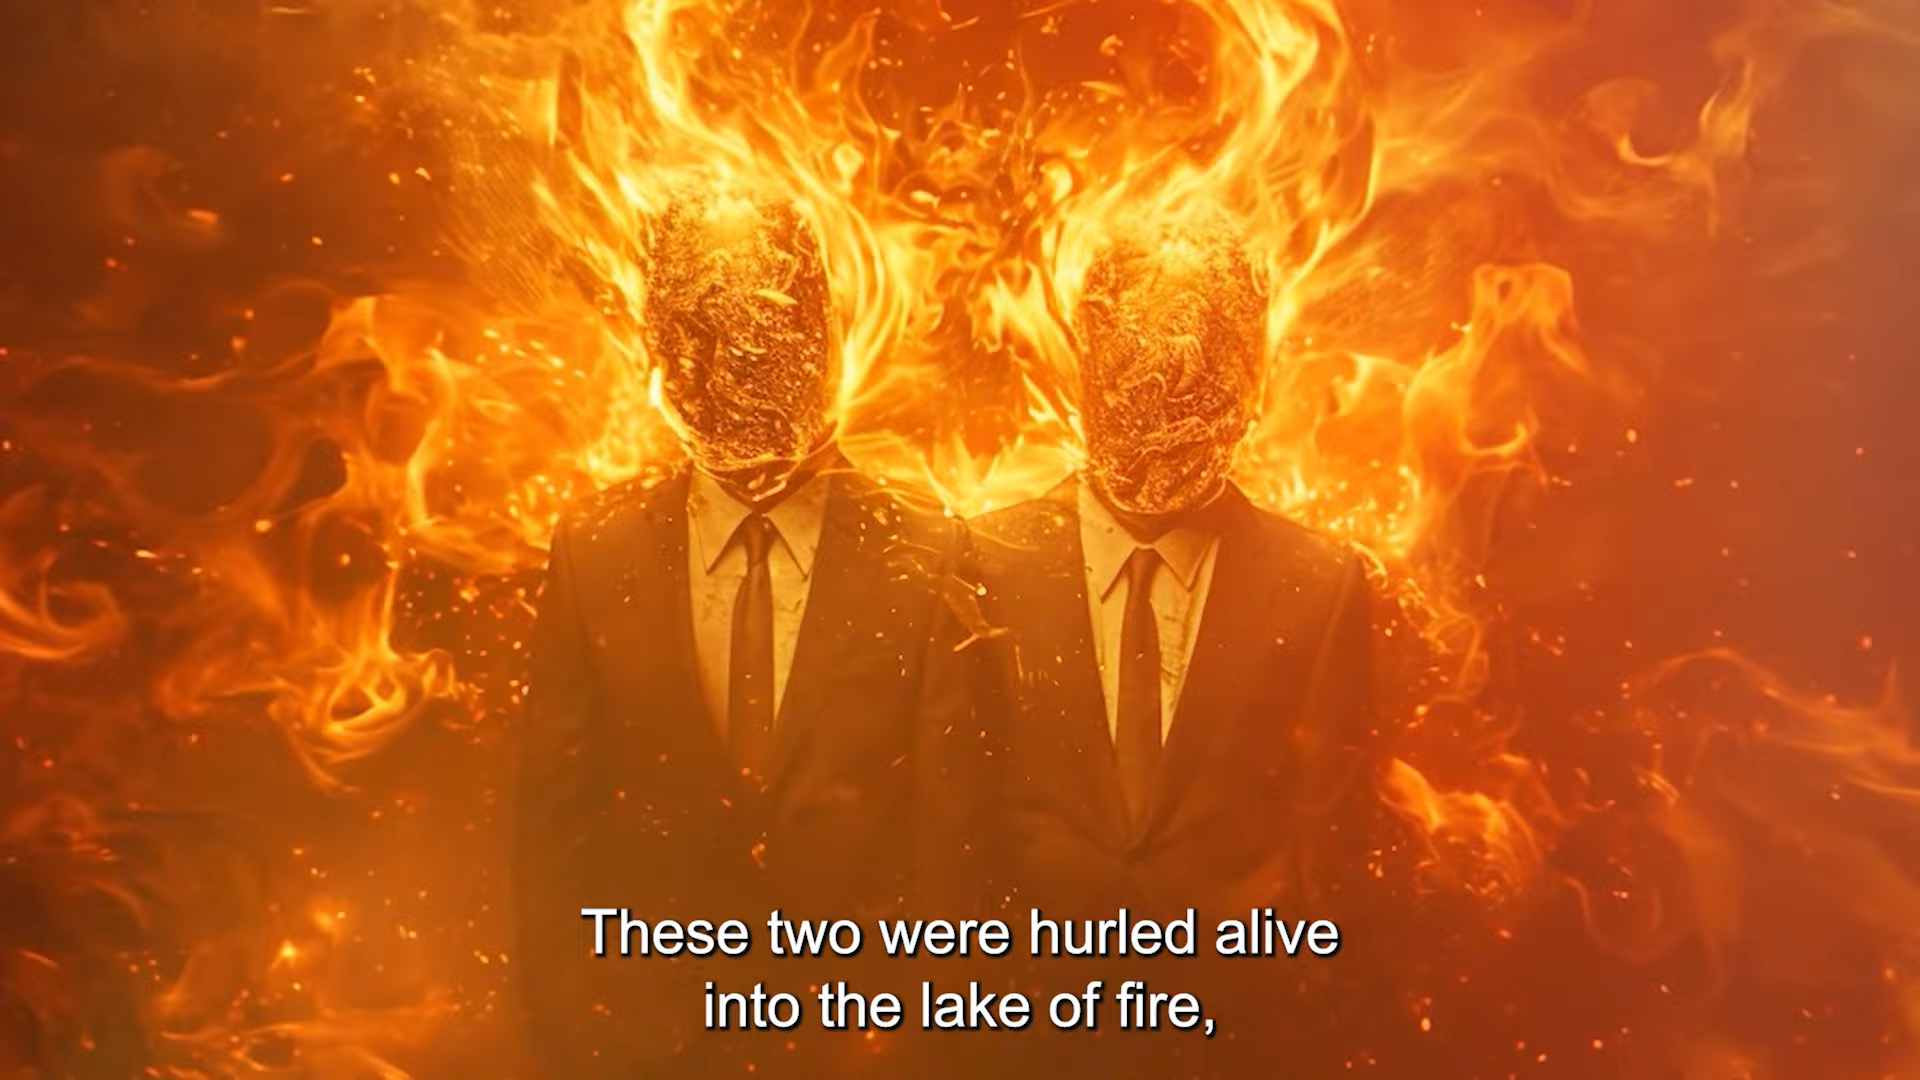 These two were hurled alive
into the lake of fire,